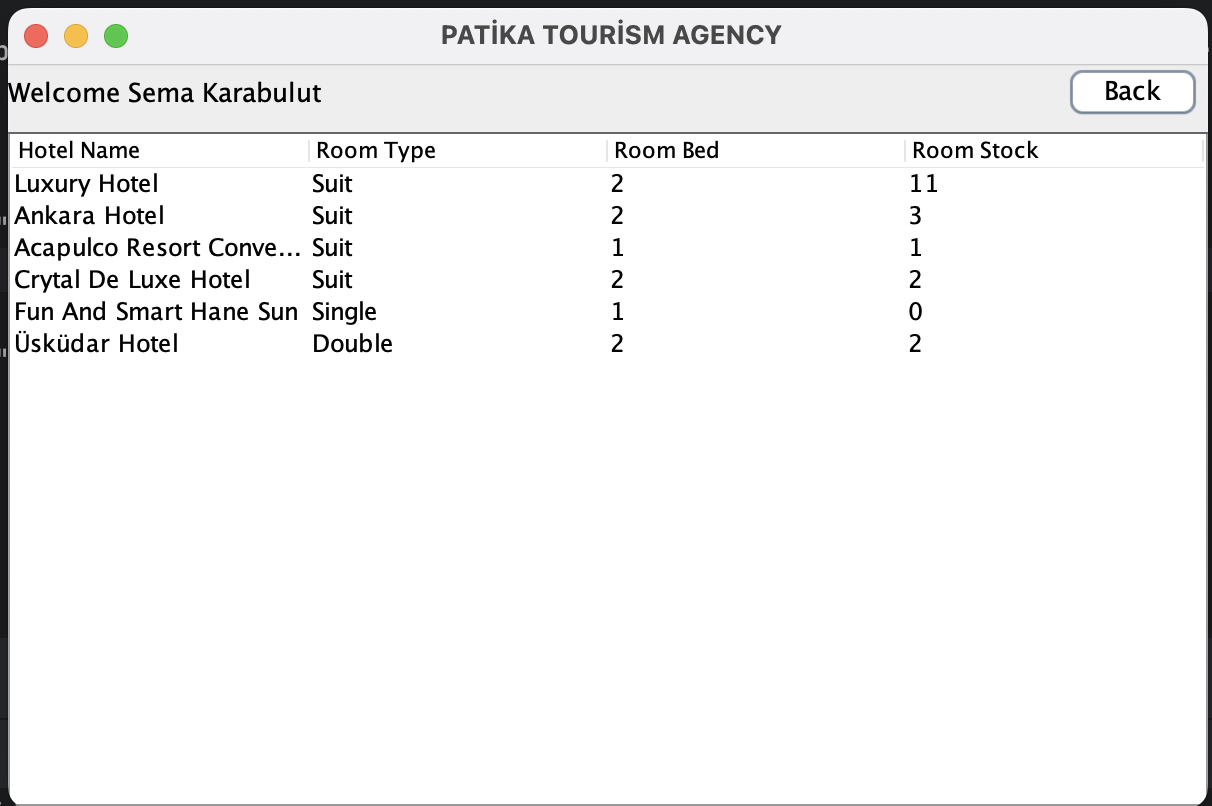 PATİKA TOURİSM AGENCY
Welcome Sema Karabulut Back
Hotel Name Room Type Room Bed Room Stock
Luxury Hotel Suit 2 11
Ankara Hotel Suit 2 3
Acapulco Resort Conve... Suit 1 1
Crytal De Luxe Hotel Suit 2 2
Fun And Smart Hane Sun Single 1 0
Üsküdar Hotel Double 2 2